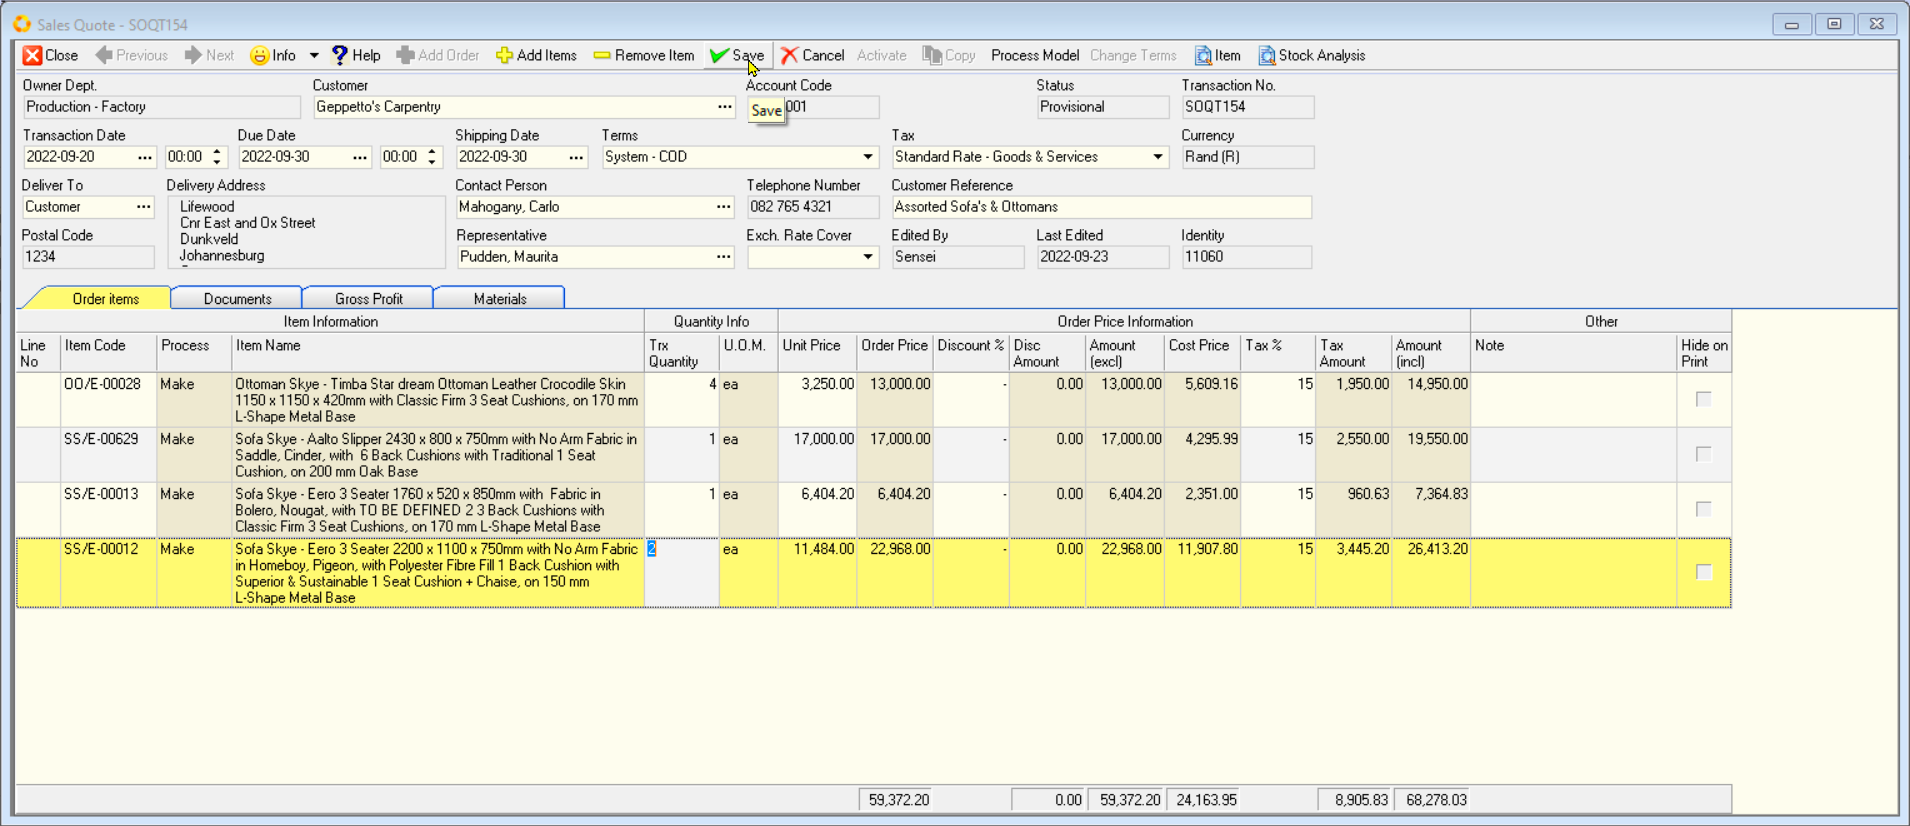 Sales Quote - SOQT154
Close Previous Next Info Help Add Order Add Items Remove Item Save Cancel Activate Copy Process Model Change Terms Item Stock Analysis
Owner Dept. Customer Account Code Status Transaction No.
Production - Factory Geppetto's Carpentry 001 Provisional SOQT154
Save
Transaction Date Due Date Shipping Date Terms Tax Currency
2022-09-20 00:00 2022-09-30 00:00 2022-09-30 System - COD Standard Rate - Goods & Services Rand (R)
Deliver To Delivery Address Contact Person Telephone Number Customer Reference
Customer Lifewood Mahogany, Carlo 082 765 4321 Assorted Sofa's & Ottomans
Cnr East and Ox Street
Dunkveld
Johannesburg
Postal Code Representative Exch. Rate Cover Edited By Last Edited Identity
1234 Pudden, Maurita Sensei 2022-09-23 11060
Order items Documents Gross Profit Materials
Item Information Quantity Info Order Price Information Other
Line No Item Code Process Item Name Trx Quantity U.O.M. Unit Price Order Price Discount % Disc Amount Amount (excl) Cost Price Tax % Tax Amount Amount (incl) Note Hide on Print
OO/E-00028 Make Ottoman Skye - Timba Star dream Ottoman Leather Crocodile Skin 4 ea 3,250.00 13,000.00 - 0.00 13,000.00 5,609.16 15 1,950.00 14,950.00
1150 x 1150 x 420mm with Classic Firm 3 Seat Cushions, on 170 mm
L-Shape Metal Base
SS/E-00629 Make Sofa Skye - Aalto Slipper 2430 x 800 x 750mm with No Arm Fabric in 1 ea 17,000.00 17,000.00 - 0.00 17,000.00 4,295.99 15 2,550.00 19,550.00
Saddle, Cinder, with 6 Back Cushions with Traditional 1 Seat
Cushion, on 200 mm Oak Base
SS/E-00013 Make Sofa Skye - Eero 3 Seater 1760 x 520 x 850mm with Fabric in 1 ea 6,404.20 6,404.20 - 0.00 6,404.20 2,351.00 15 960.63 7,364.83
Bolero, Nougat, with TO BE DEFINED 2 3 Back Cushions with
Classic Firm 3 Seat Cushions, on 170 mm L-Shape Metal Base
SS/E-00012 Make Sofa Skye - Eero 3 Seater 2200 x 1100 x 750mm with No Arm Fabric 2 ea 11,484.00 22,968.00 - 0.00 22,968.00 11,907.80 15 3,445.20 26,413.20
in Homeboy, Pigeon, with Polyester Fibre Fill 1 Back Cushion with
Superior & Sustainable 1 Seat Cushion + Chaise, on 150 mm
L-Shape Metal Base
59,372.20 0.00 59,372.20 24,163.95 8,905.83 68,278.03